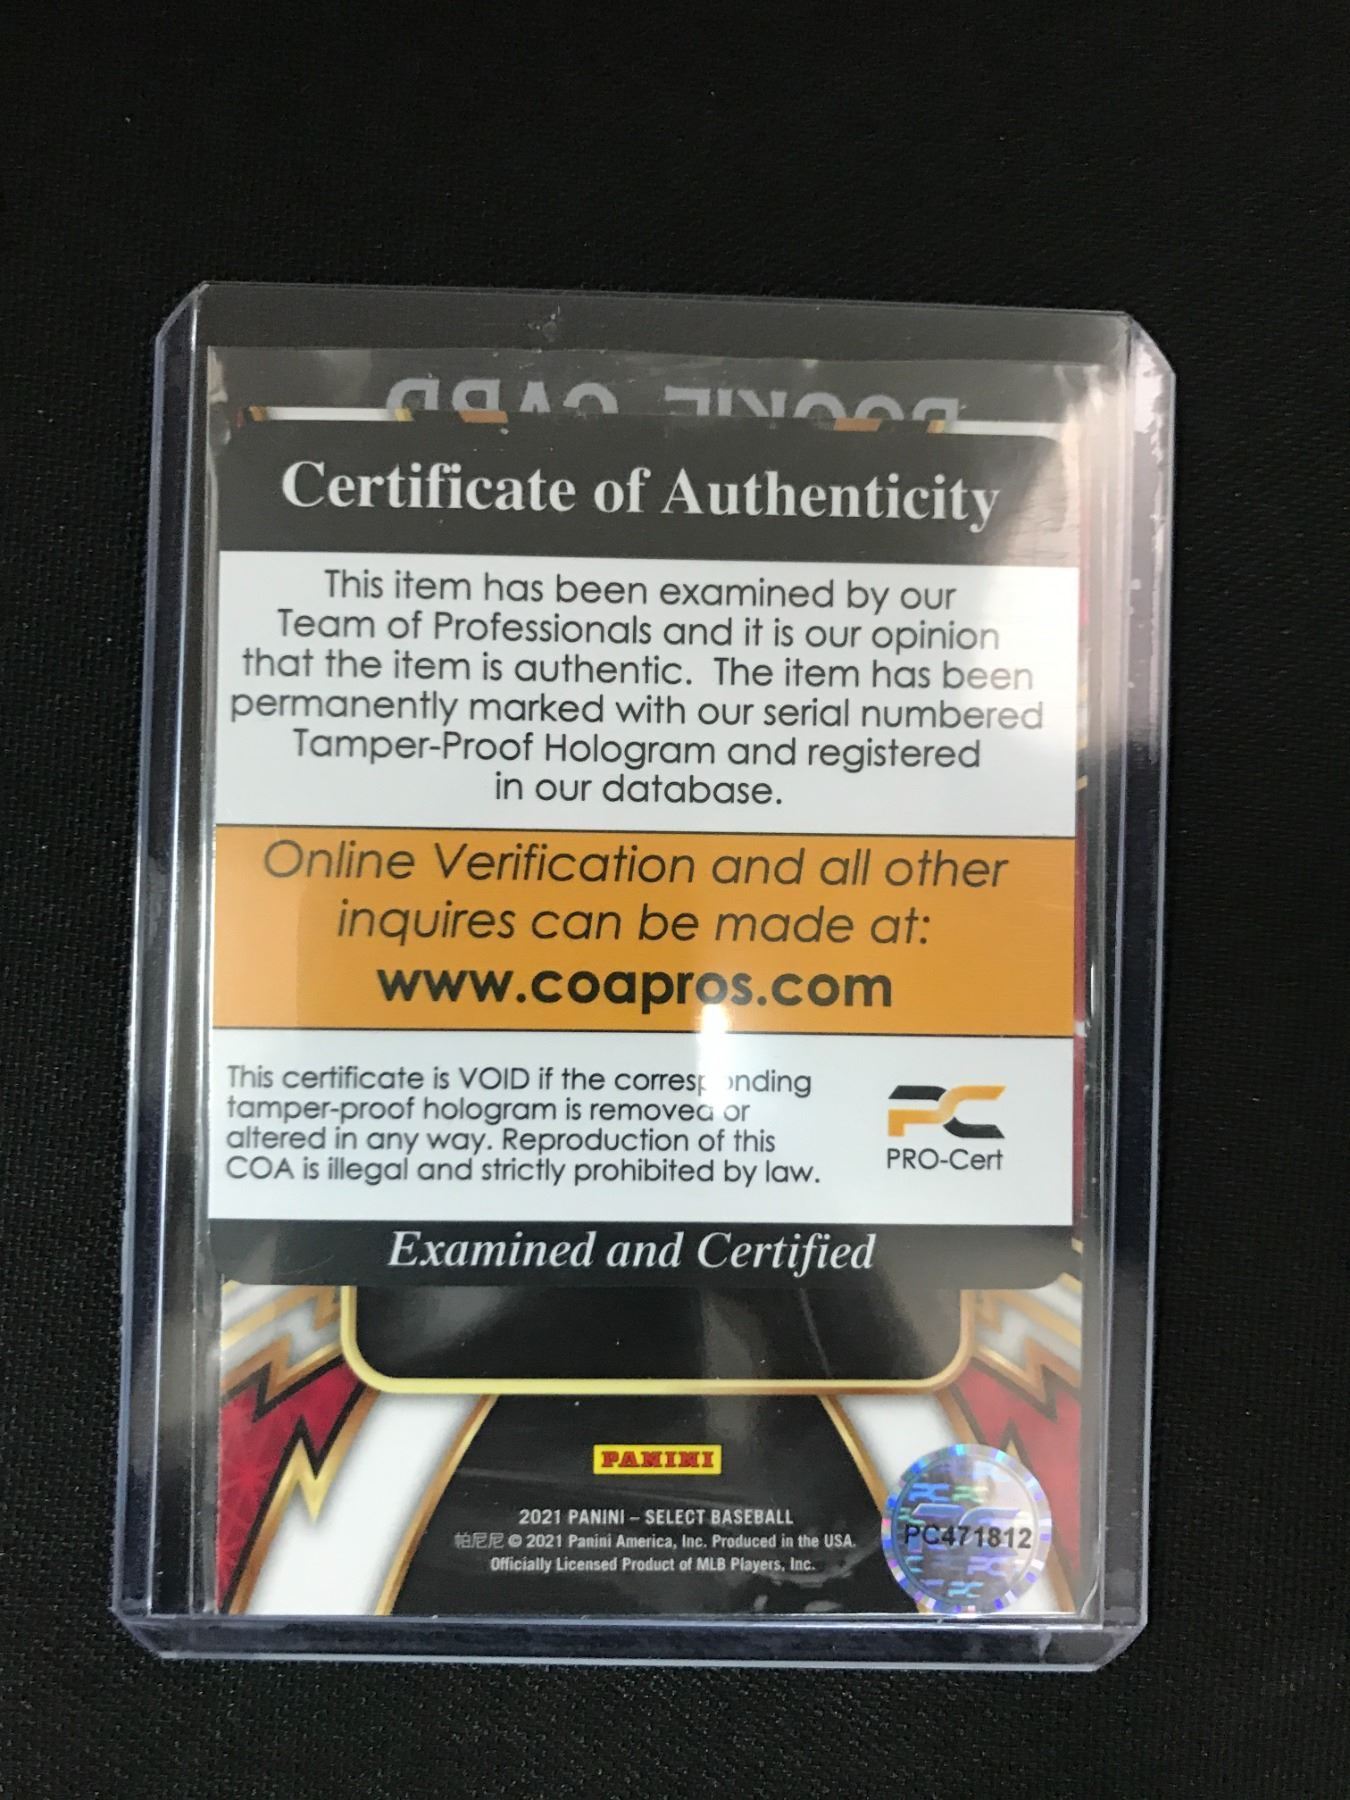 ROOKIE CARD
Certificate of Authenticity
This item has been examined by our
Team of Professionals and it is our opinion
that the item is authentic. The item has been
permanently marked with our serial numbered
Tamper-Proof Hologram and registered
in our database.
Online Verification and all other
inquires can be made at:
www.coapros.com
This certificate is VOID if the corresponding
tamper-proof hologram is removed or
altered in any way. Reproduction of this
COA is illegal and strictly prohibited by law.
PC
PRO-Cert
Examined and Certified
PANINI
2021 PANINI – SELECT BASEBALL
帕尼尼 © 2021 Panini America, Inc. Produced in the USA.
Officially Licensed Product of MLB Players, Inc.
PC471812